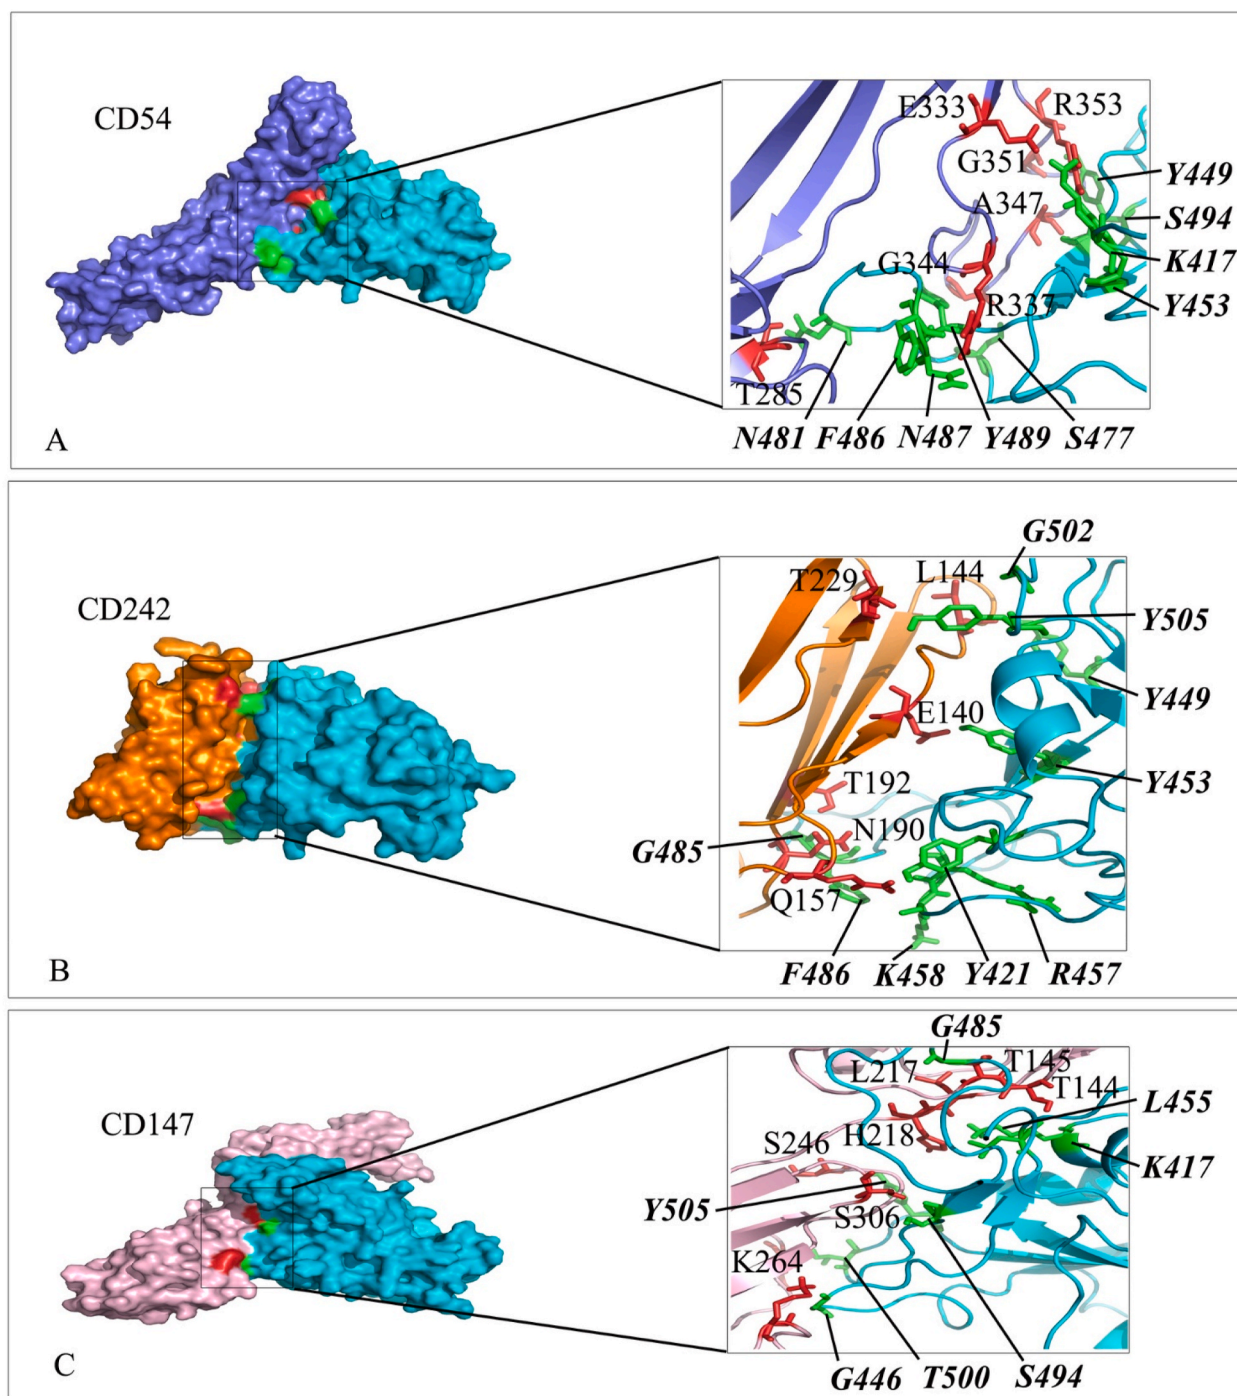 CD54
E333
R353
G351
Y449
A347
S494
G344
K417
R337
Y453
T285
N481 F486 N487 Y489 S477
A
G502
T229 L144
CD242
Y505
Y449
E140
T192
Y453
N190
G485
Q157
F486 K458 Y421 R457
B
G485
T145
L217
T144
L455
CD147
H218
S246
K417
Y505
S306
K264
G446 T500 S494
C